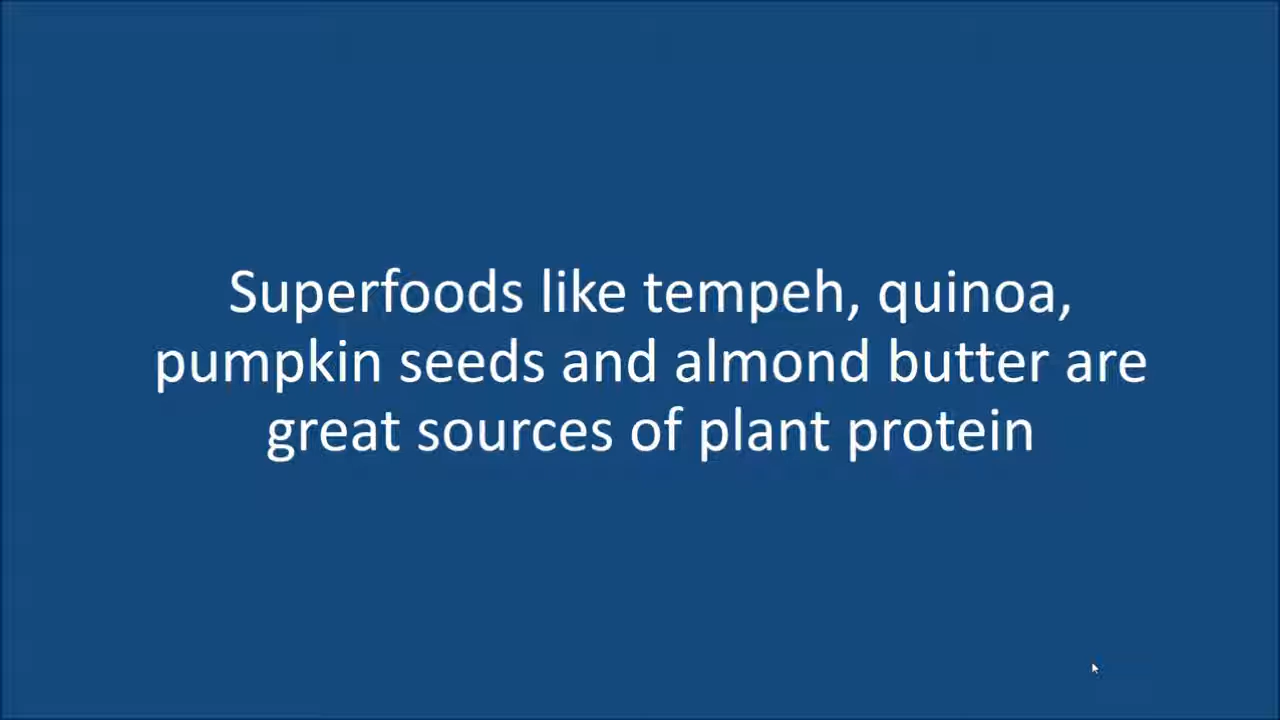 Superfoods like tempeh, quinoa,
pumpkin seeds and almond butter are
great sources of plant protein